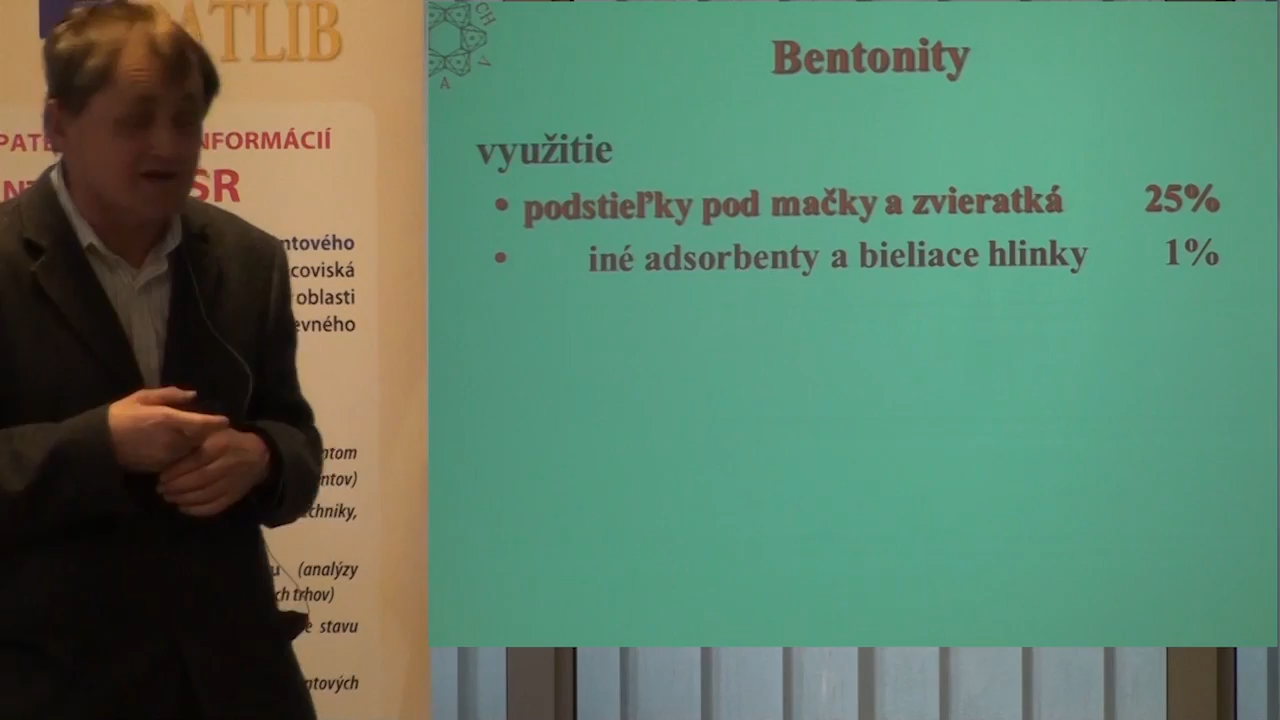 ATLIB
NFORMÁCIÍ
SR
ntového
coviská
oblasti
evného
ntom
ntov)
chniky,
(analýzy
ch trhov)
e stavu
ntových
CH
A
Bentonity
využitie
• podstieľky pod mačky a zvieratká 25%
• iné adsorbenty a bieliace hlinky 1%